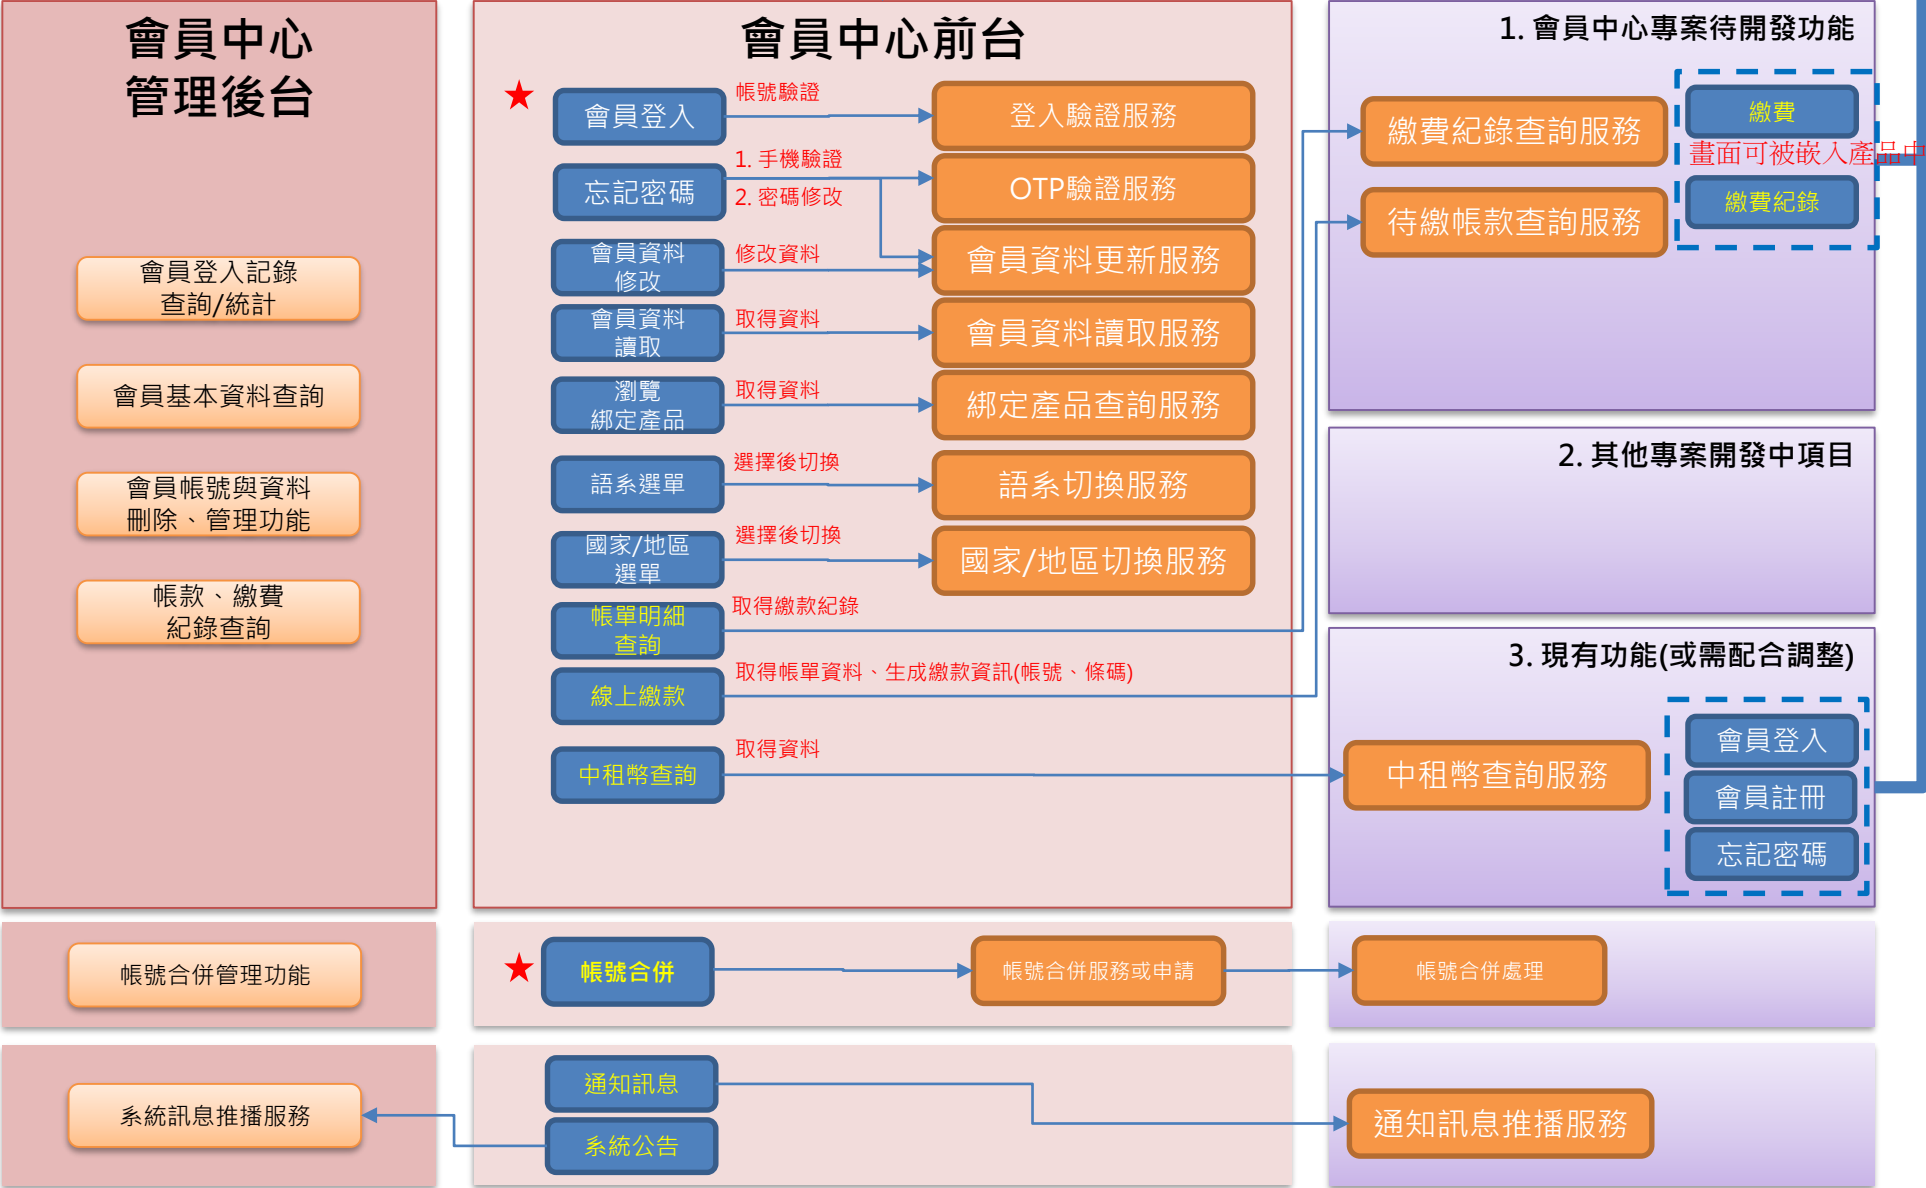 會員中心
管理後台
會員登入記錄
查詢/統計
會員基本資料查詢
會員帳號與資料
刪除、管理功能
帳款、繳費
紀錄查詢
會員中心前台
會員登入
帳號驗證
登入驗證服務
忘記密碼
1. 手機驗證
2. 密碼修改
OTP驗證服務
會員資料
修改
修改資料
會員資料更新服務
會員資料
讀取
取得資料
會員資料讀取服務
瀏覽
綁定產品
取得資料
綁定產品查詢服務
語系選單
選擇後切換
語系切換服務
國家/地區
選單
選擇後切換
國家/地區切換服務
帳單明細
查詢
取得繳款紀錄
線上繳款
取得帳單資料、生成繳款資訊(帳號、條碼)
中租幣查詢
取得資料
1. 會員中心專案待開發功能
繳費紀錄查詢服務
待繳帳款查詢服務
繳費
畫面可被嵌入產品中
繳費紀錄
2. 其他專案開發中項目
3. 現有功能(或需配合調整)
中租幣查詢服務
會員登入
會員註冊
忘記密碼
帳號合併管理功能
帳號合併
帳號合併服務或申請
帳號合併處理
系統訊息推播服務
通知訊息
系統公告
通知訊息推播服務